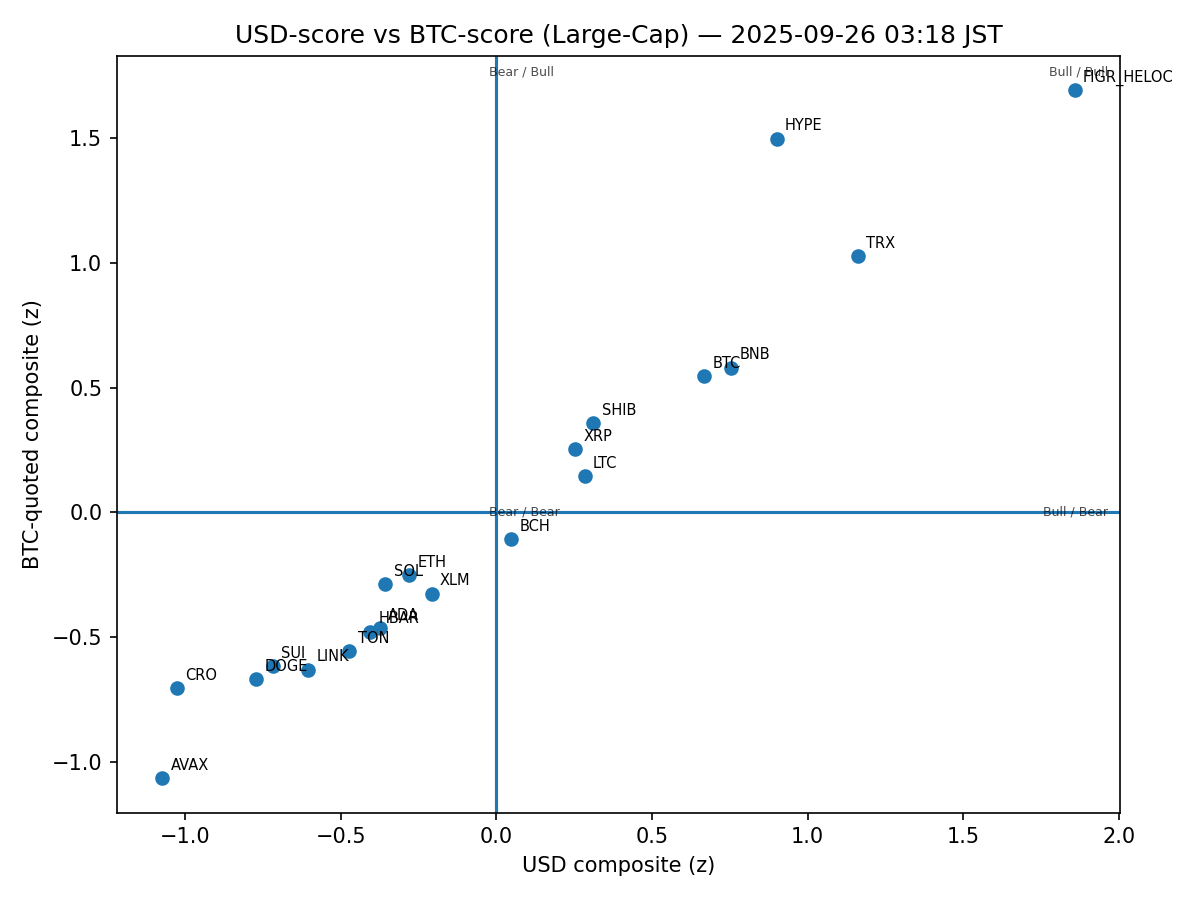 USD-score vs BTC-score (Large-Cap) — 2025-09-26 03:18 JST
Bear / Bull
Bull / Bull
FIGR_HELOC
HYPE
TRX
BNB
BTC
SHIB
XRP
LTC
Bear / Bear
Bull / Bear
BCH
ETH
SOL
XLM
ADA
HBAR
TON
SUI
LINK
DOGE
CRO
AVAX
1.5
1.0
0.5
0.0
−0.5
−1.0
BTC-quoted composite (z)
−1.0
−0.5
0.0
0.5
1.0
1.5
2.0
USD composite (z)